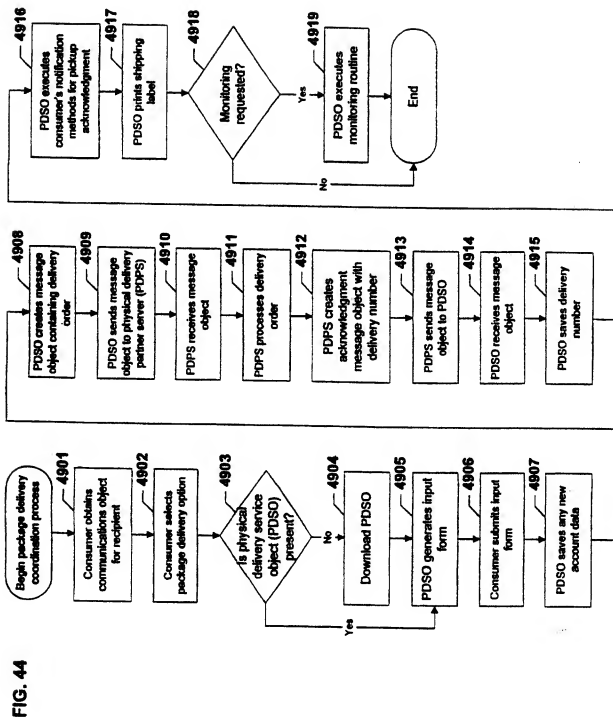 FIG. 44
Begin package delivery
coordination process
4901
Consumer obtains
communications object
for recipient
4902
Consumer selects
package delivery option
4903
Is physical
delivery service
object (PDSO)
present?
No
Yes
4904
Download PDSO
4905
PDSO generates input
form
4906
Consumer submits input
form
4907
PDSO saves any new
account data
4908
PDSO creates message
object containing delivery
order
4909
PDSO sends message
object to physical delivery
partner server (PDPS)
4910
PDPS receives message
object
4911
PDPS processes delivery
order
4912
PDPS creates
acknowledgment
message object with
delivery number
4913
PDPS sends message
object to PDSO
4914
PDSO receives message
object
4915
PDSO saves delivery
number
4916
PDSO executes
consumer's notification
methods for pickup
acknowledgment
4917
PDSO prints shipping
label
4918
Monitoring
requested?
Yes
No
4919
PDSO executes
monitoring routine
End